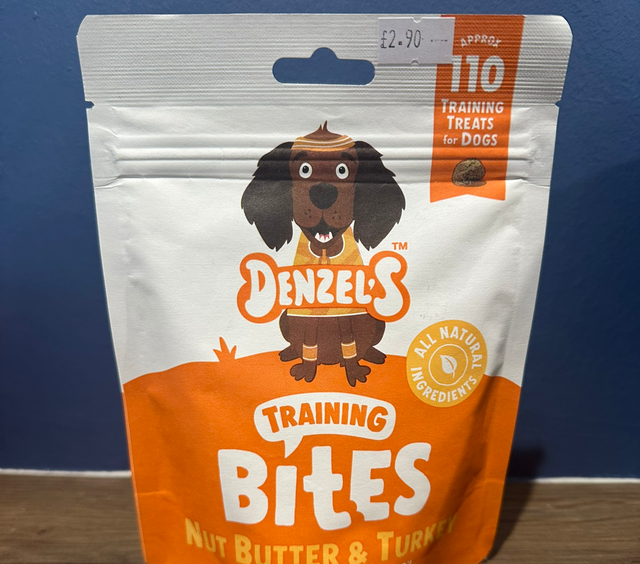 £2.90
APPROX
110
TRAINING
TREATS
for DOGS
DENZEL'S
TM
ALL NATURAL
INGREDIENTS
TRAINING
BitES
NUT BUTTER & TURKEY